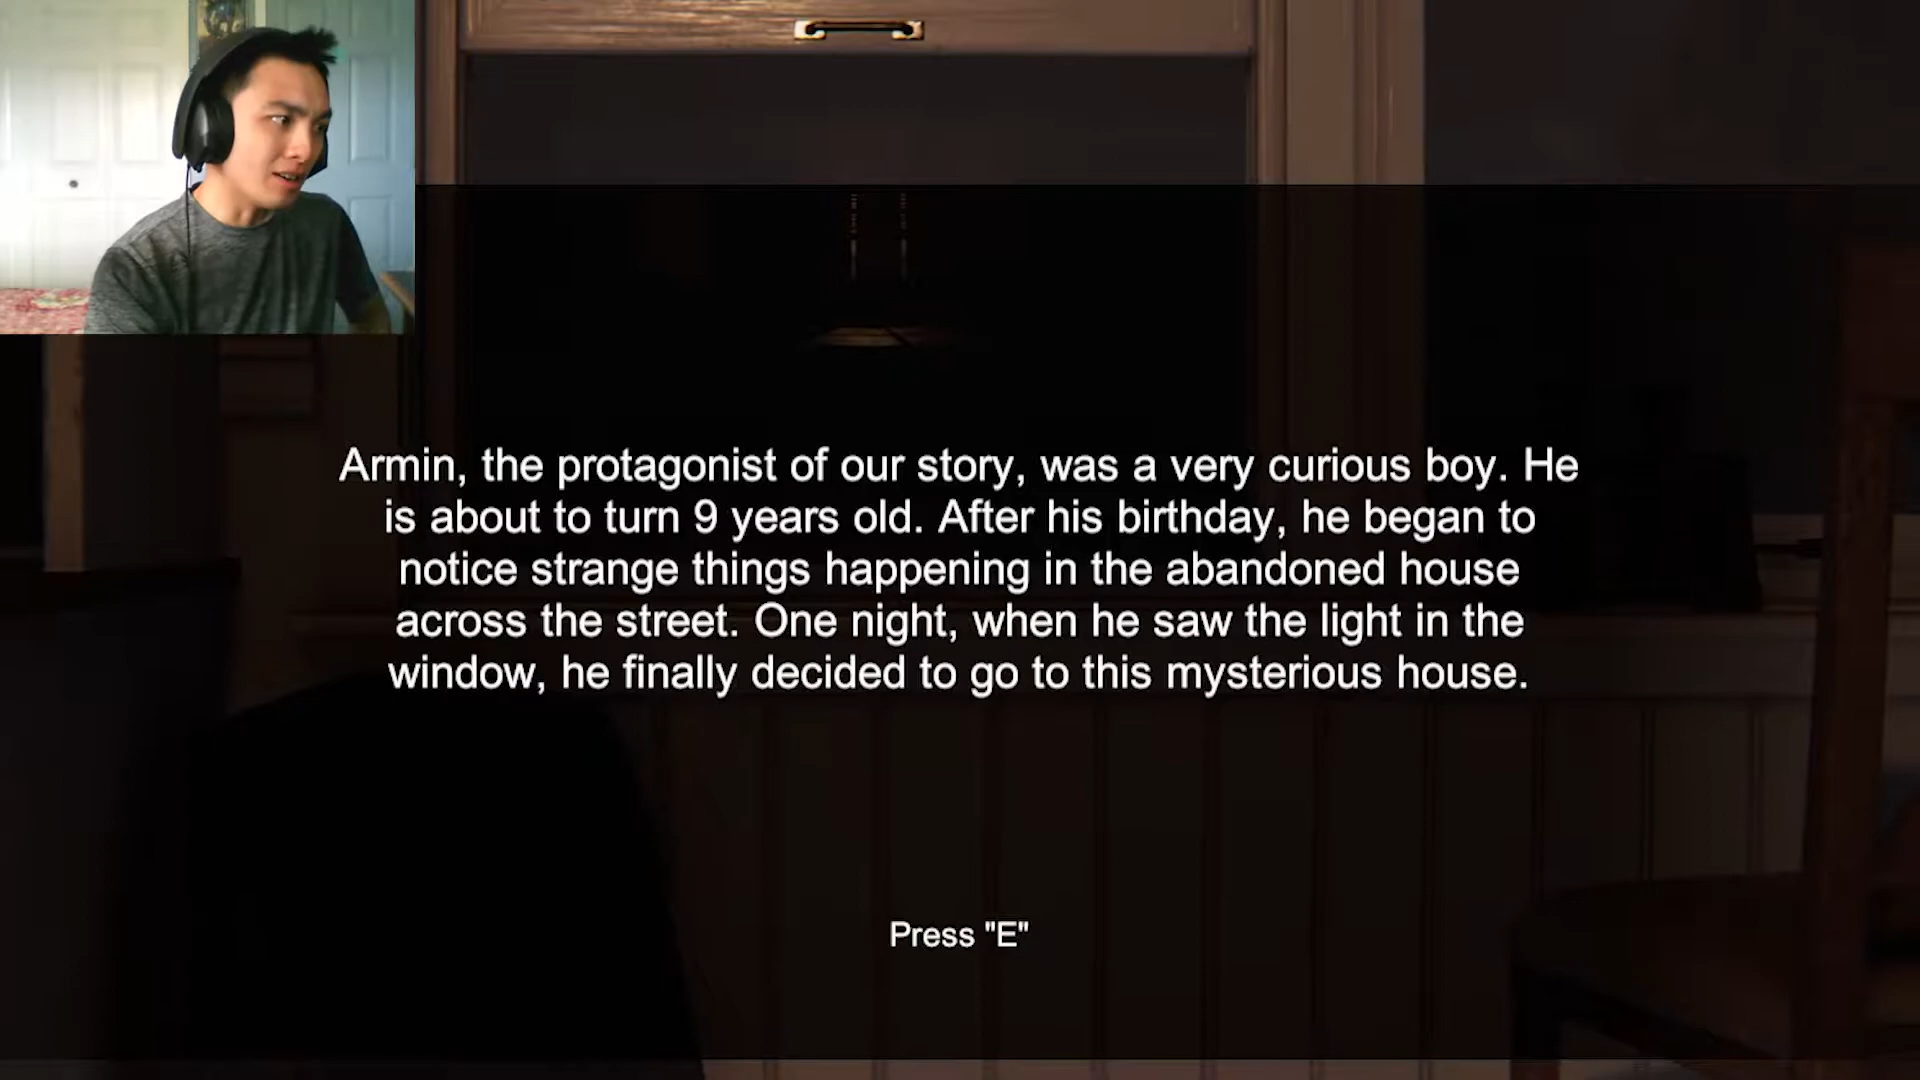 Armin, the protagonist of our story, was a very curious boy. He
is about to turn 9 years old. After his birthday, he began to
notice strange things happening in the abandoned house
across the street. One night, when he saw the light in the
window, he finally decided to go to this mysterious house.
Press "E"